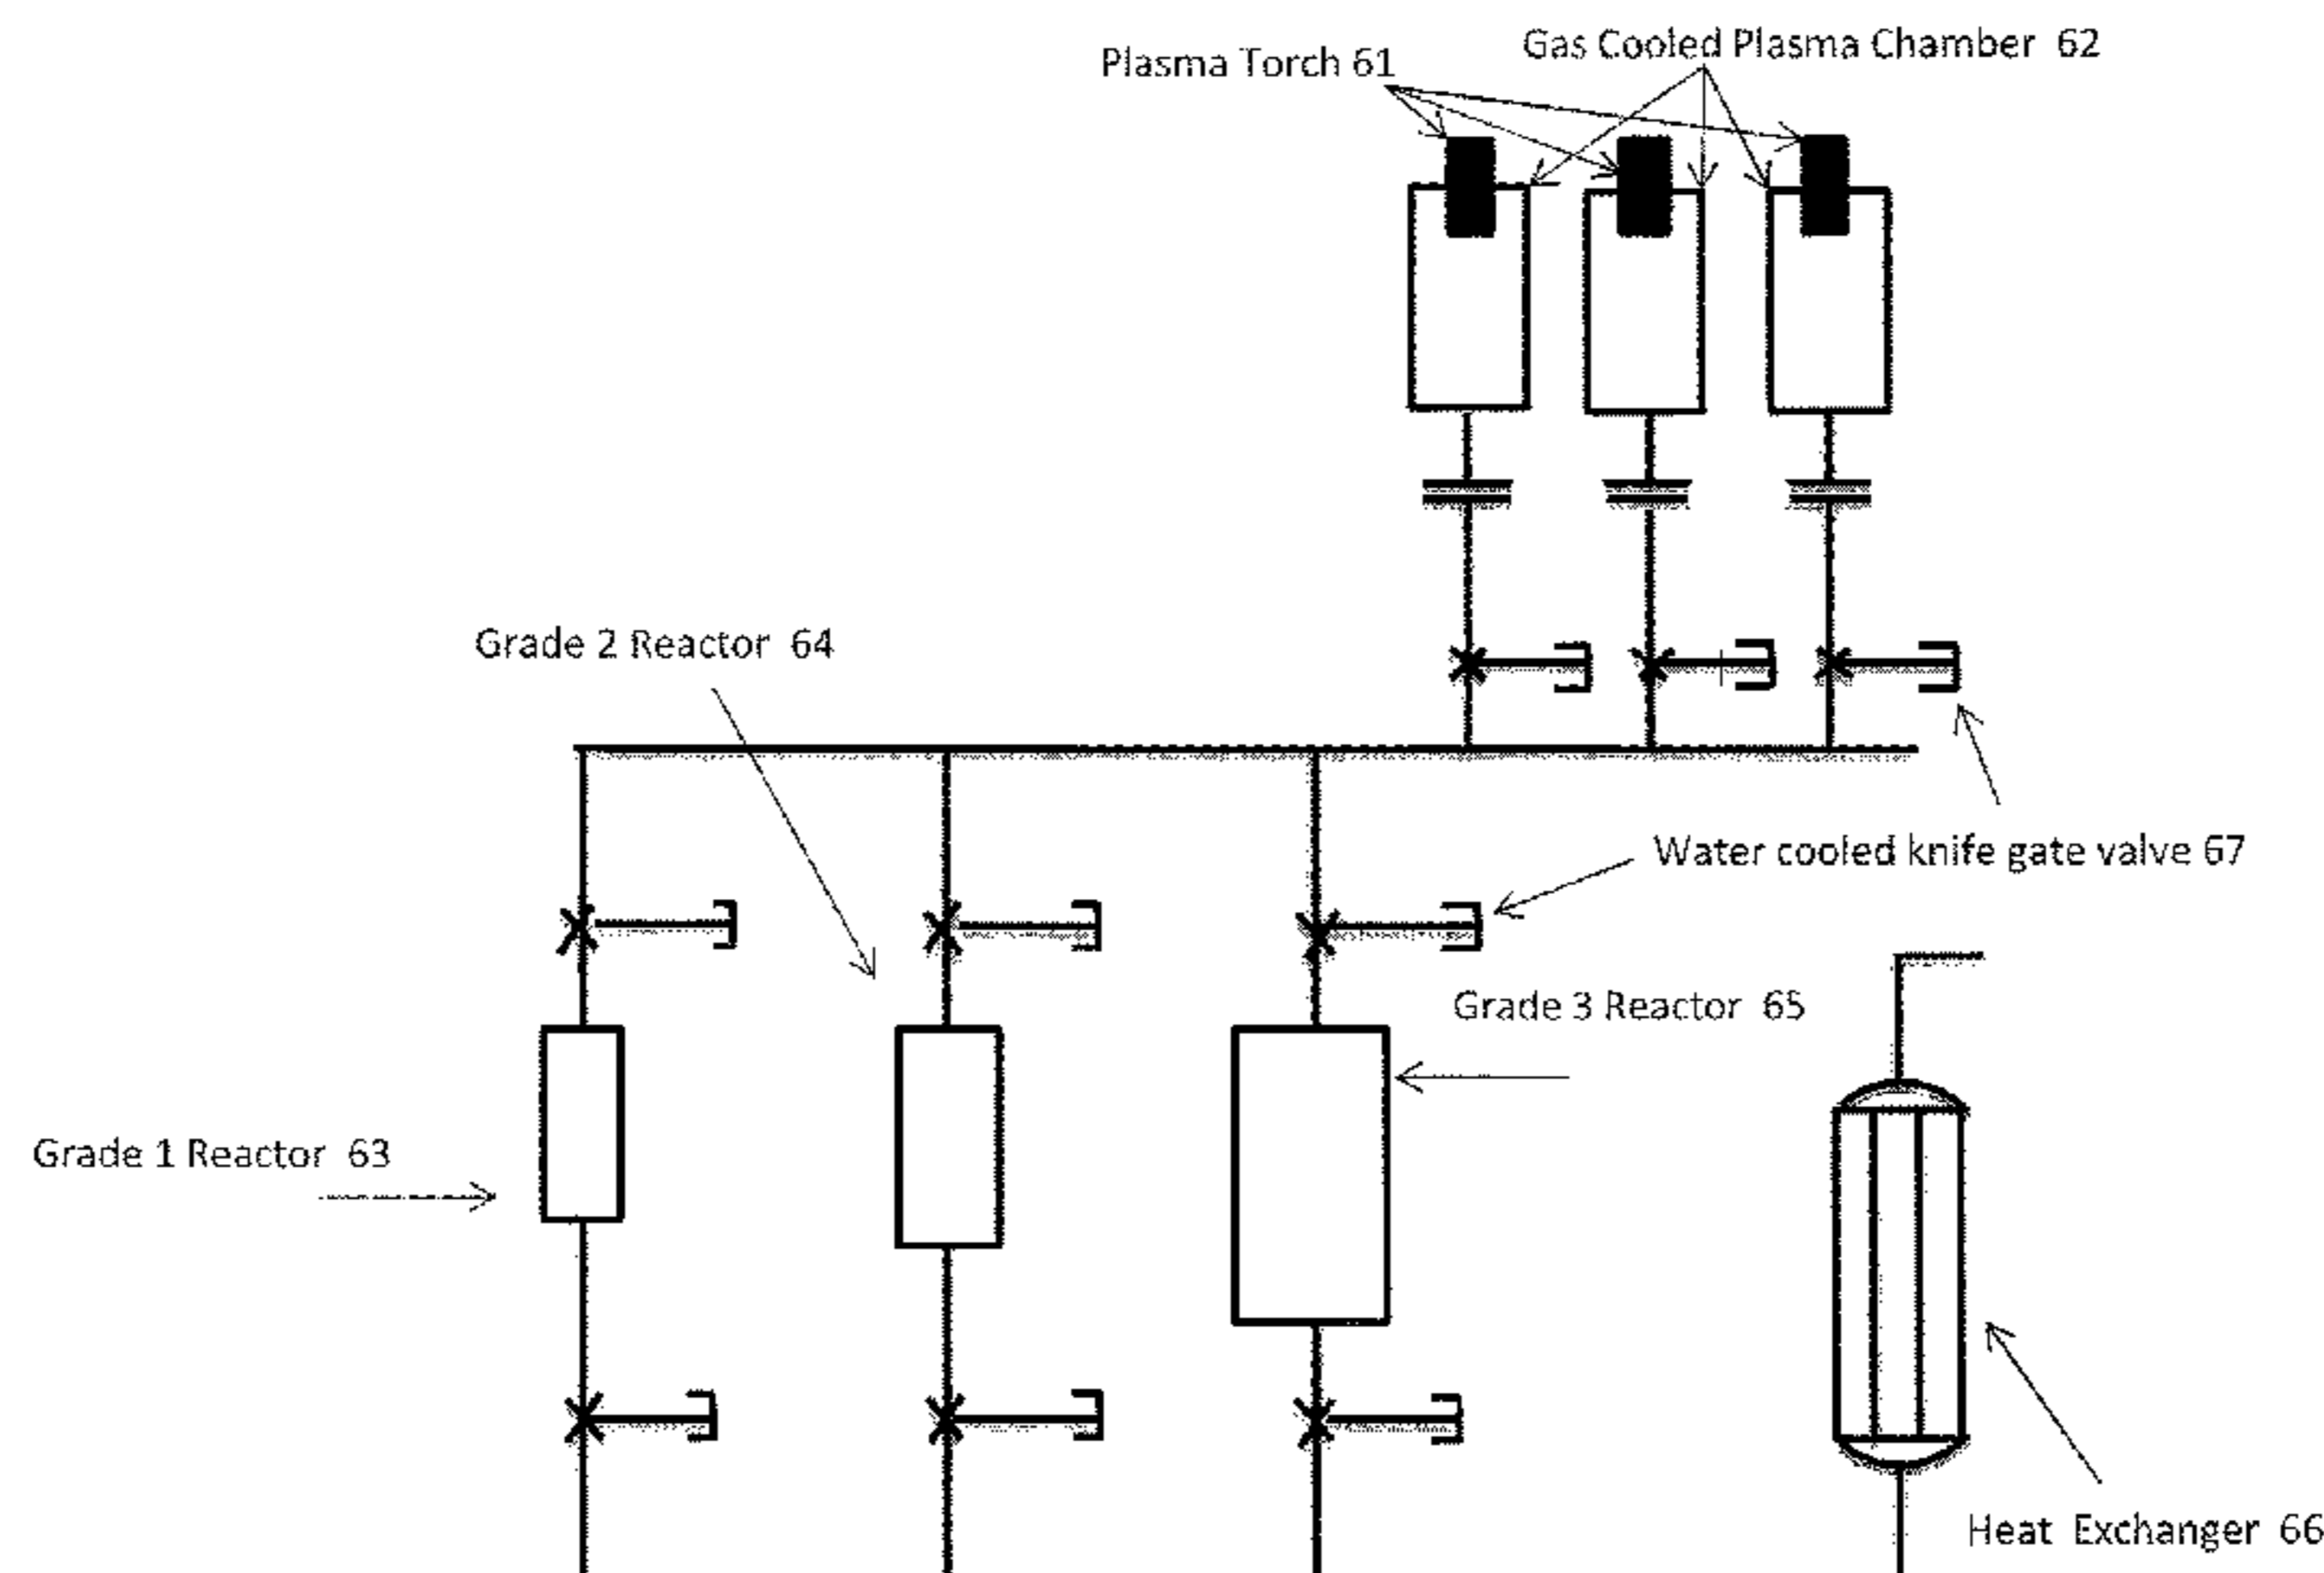 Gas Cooled Plasma Chamber 62
Plasma Torch 61
Grade 2 Reactor 64
Water cooled knife gate valve 67
Grade 3 Reactor 65
Grade 1 Reactor 63
Heat Exchanger 66